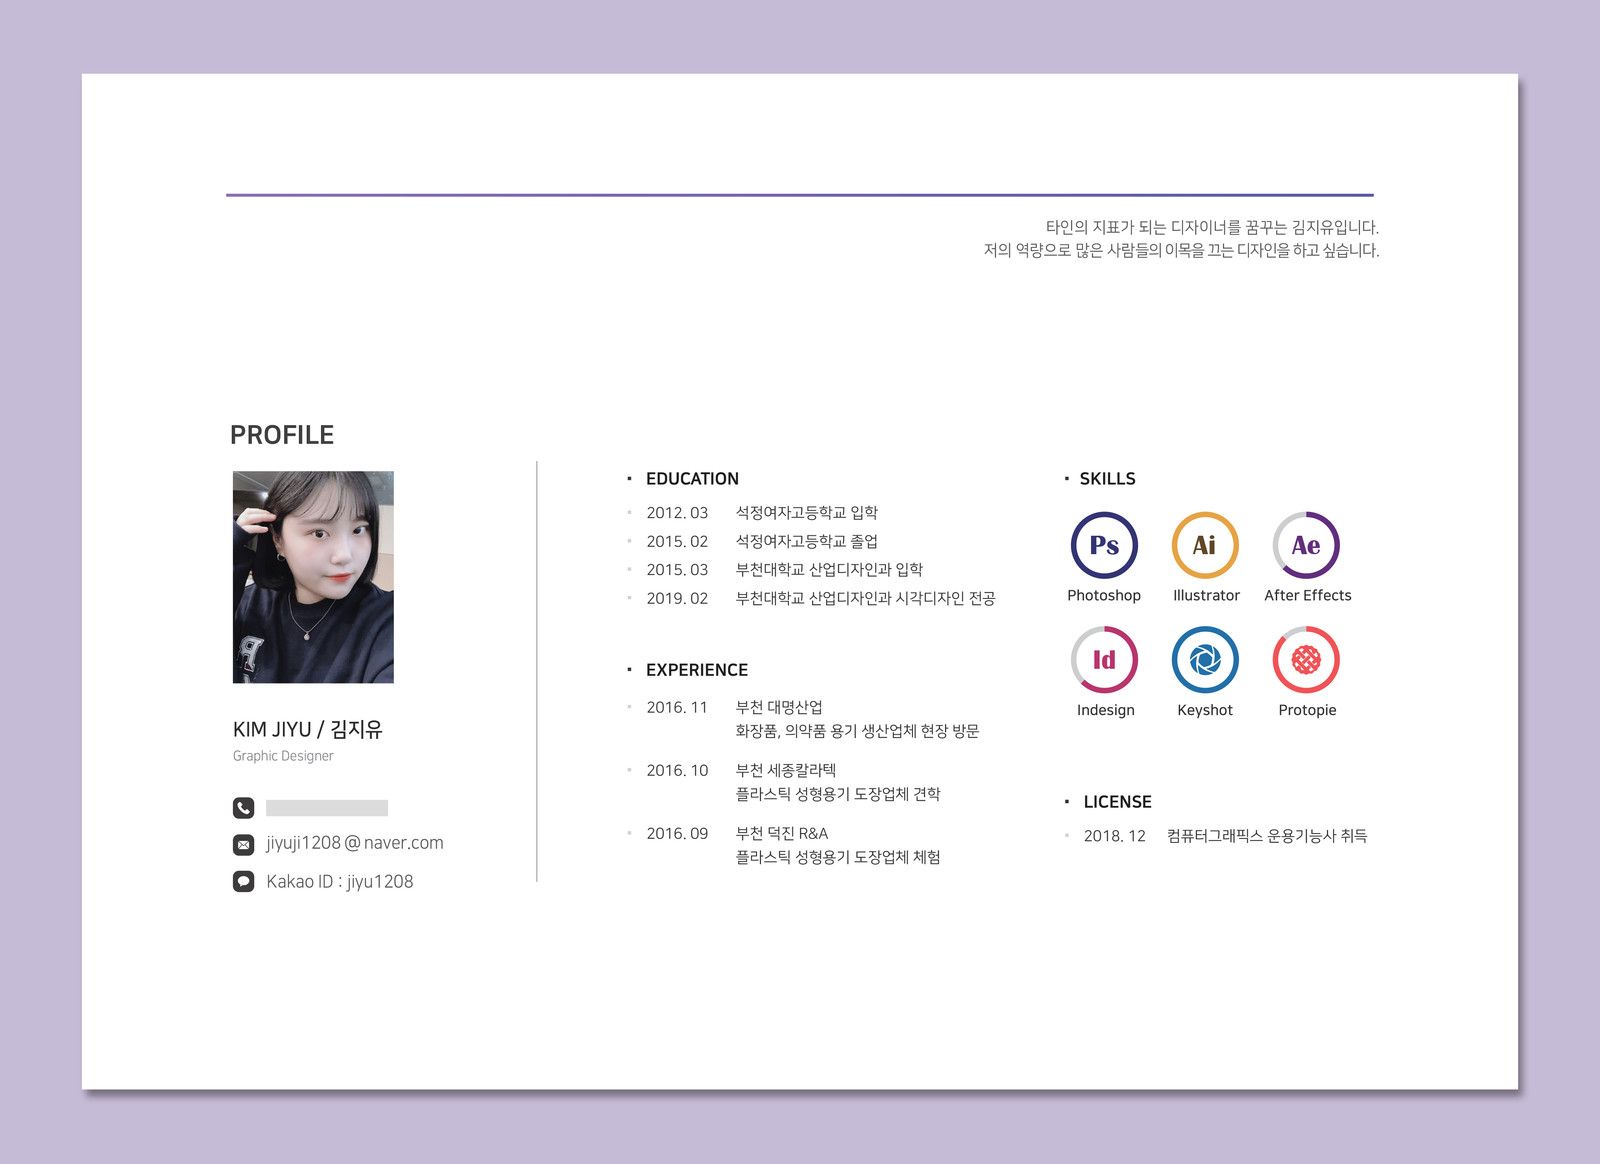 타인의 지표가 되는 디자이너를 꿈꾸는 김지유입니다.
저의 역량으로 많은 사람들의 이목을 끄는 디자인을 하고 싶습니다.
PROFILE
KIM JIYU / 김지유
Graphic Designer
jiyuji1208@naver.com
Kakao ID : jiyu1208
EDUCATION
2012. 03 석정여자고등학교 입학
2015. 02 석정여자고등학교 졸업
2015. 03 부천대학교 산업디자인과 입학
2019. 02 부천대학교 산업디자인과 시각디자인 전공
EXPERIENCE
2016. 11 부천 대명산업
화장품, 의약품 용기 생산업체 현장 방문
2016. 10 부천 세종칼라텍
플라스틱 성형용기 도장업체 견학
2016. 09 부천 덕진 R&A
플라스틱 성형용기 도장업체 체험
SKILLS
Ps Ai Ae
Photoshop Illustrator After Effects
Id
Indesign Keyshot Protopie
LICENSE
2018. 12 컴퓨터그래픽스 운용기능사 취득